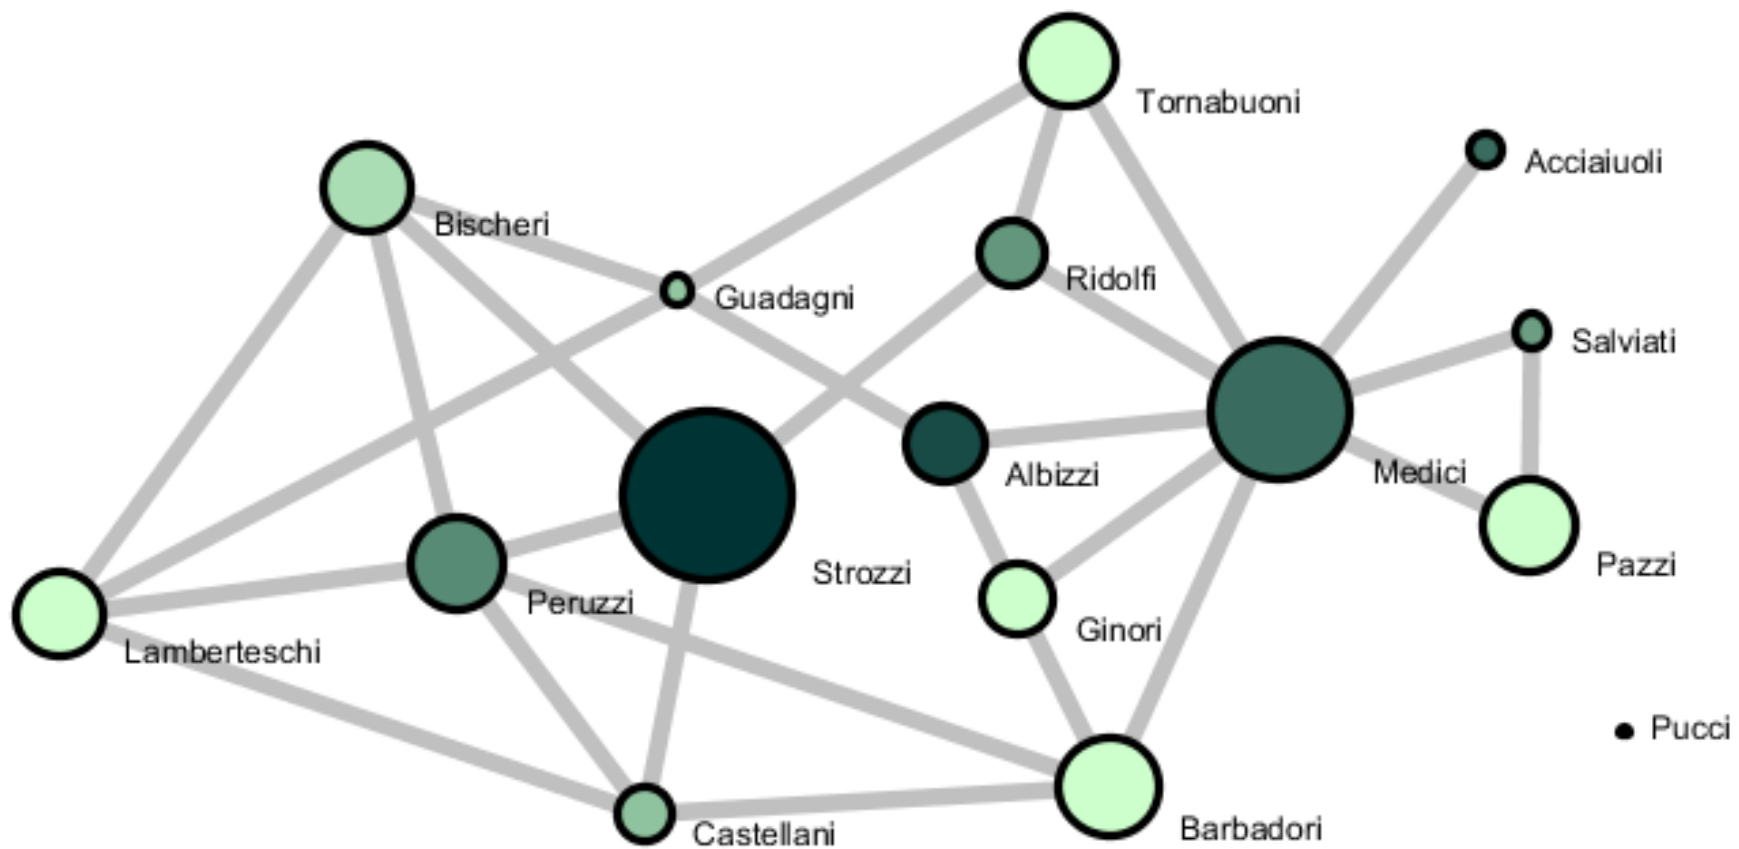 Tornabuoni
Acciaiuoli
Bischeri
Ridolfi
Guadagni
Salviati
Medici
Albizzi
Pazzi
Strozzi
Peruzzi
Ginori
Lamberteschi
Pucci
Barbadori
Castellani